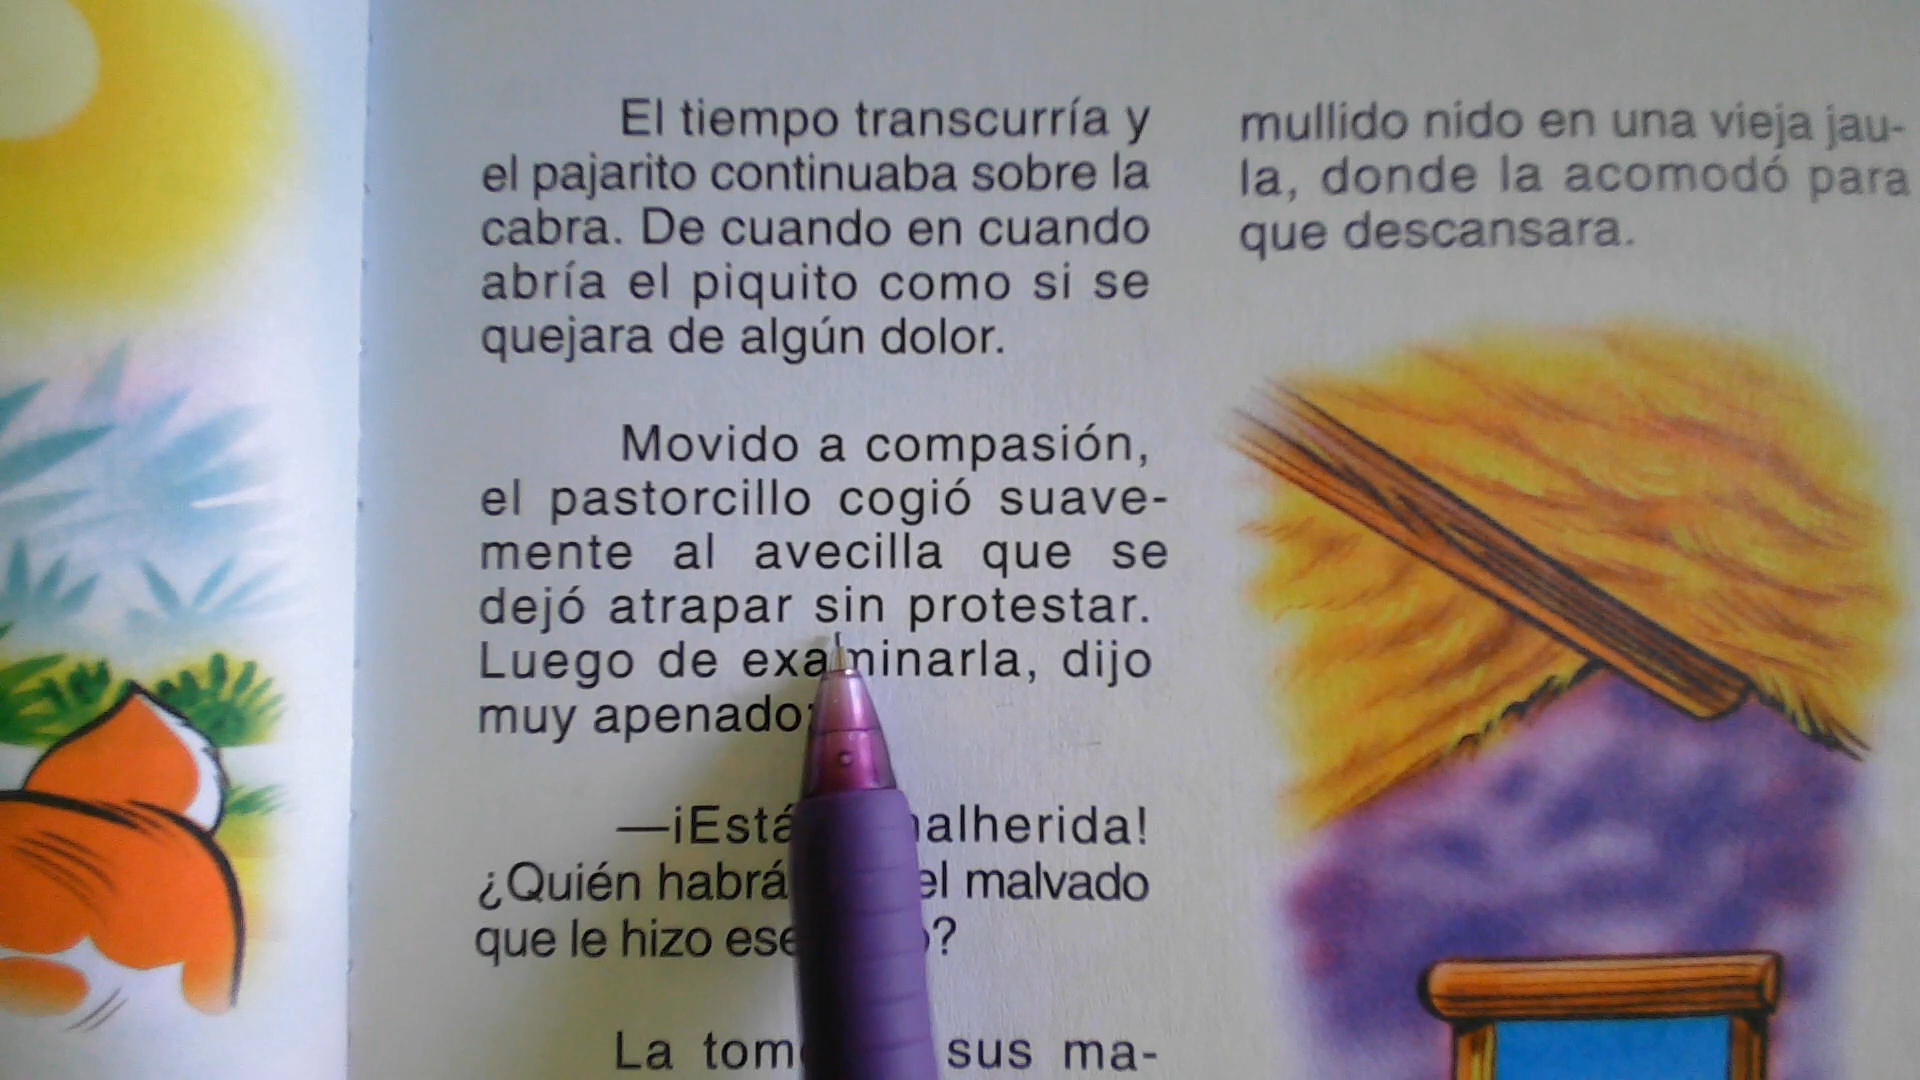 El tiempo transcurría y
el pajarito continuaba sobre la
cabra. De cuando en cuando
abría el piquito como si se
quejara de algún dolor.
Movido a compasión,
el pastorcillo cogió suave-
mente al avecilla que se
dejó atrapar sin protestar.
Luego de examinarla, dijo
muy apenado:
—¡Está
¿Quién habrá el malvado
que le hizo ?
La sus ma-
mullido nido en una vieja jau-
la, donde la acomodó para
que descansara.